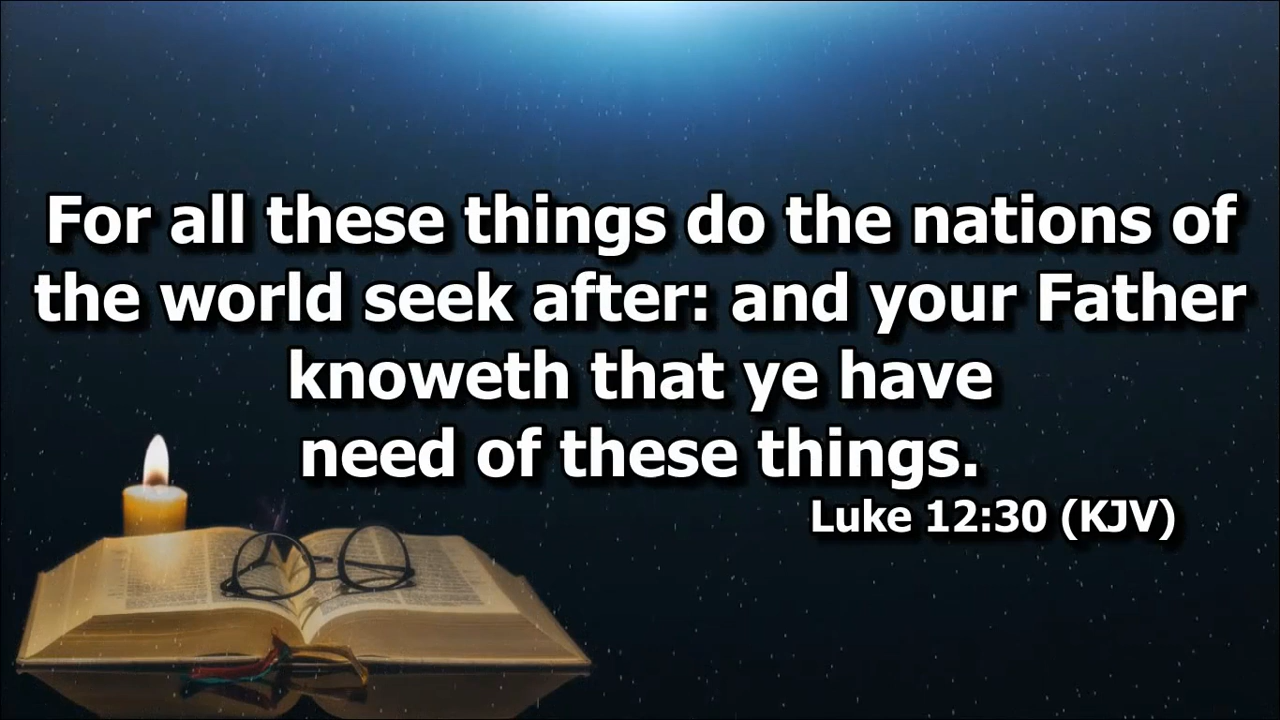 For all these things do the nations of
the world seek after: and your Father
knoweth that ye have
need of these things.
Luke 12:30 (KJV)